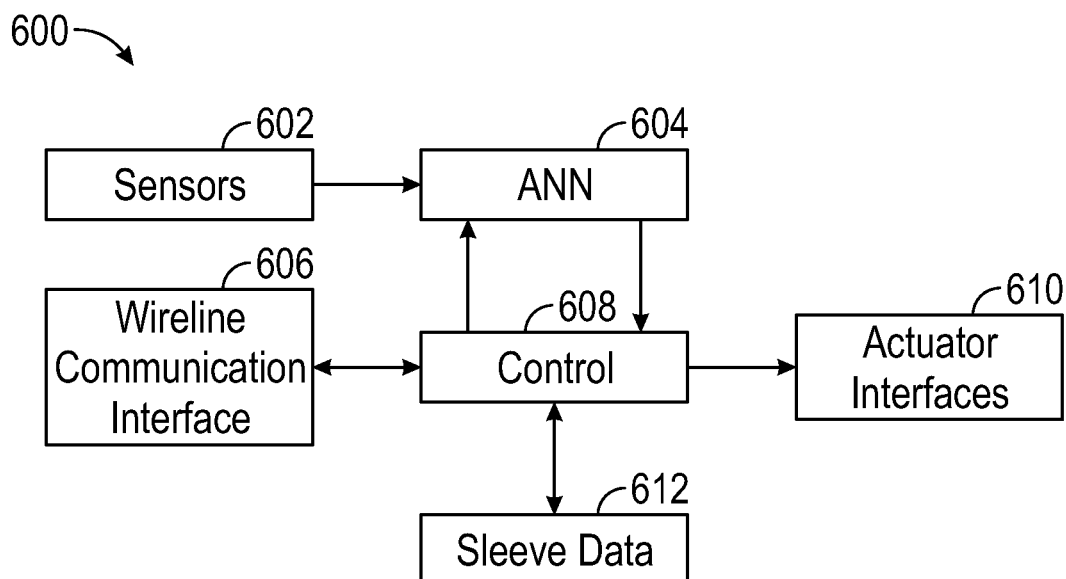 600
602
Sensors
604
ANN
606
Wireline
Communication
Interface
608
Control
610
Actuator
Interfaces
612
Sleeve Data